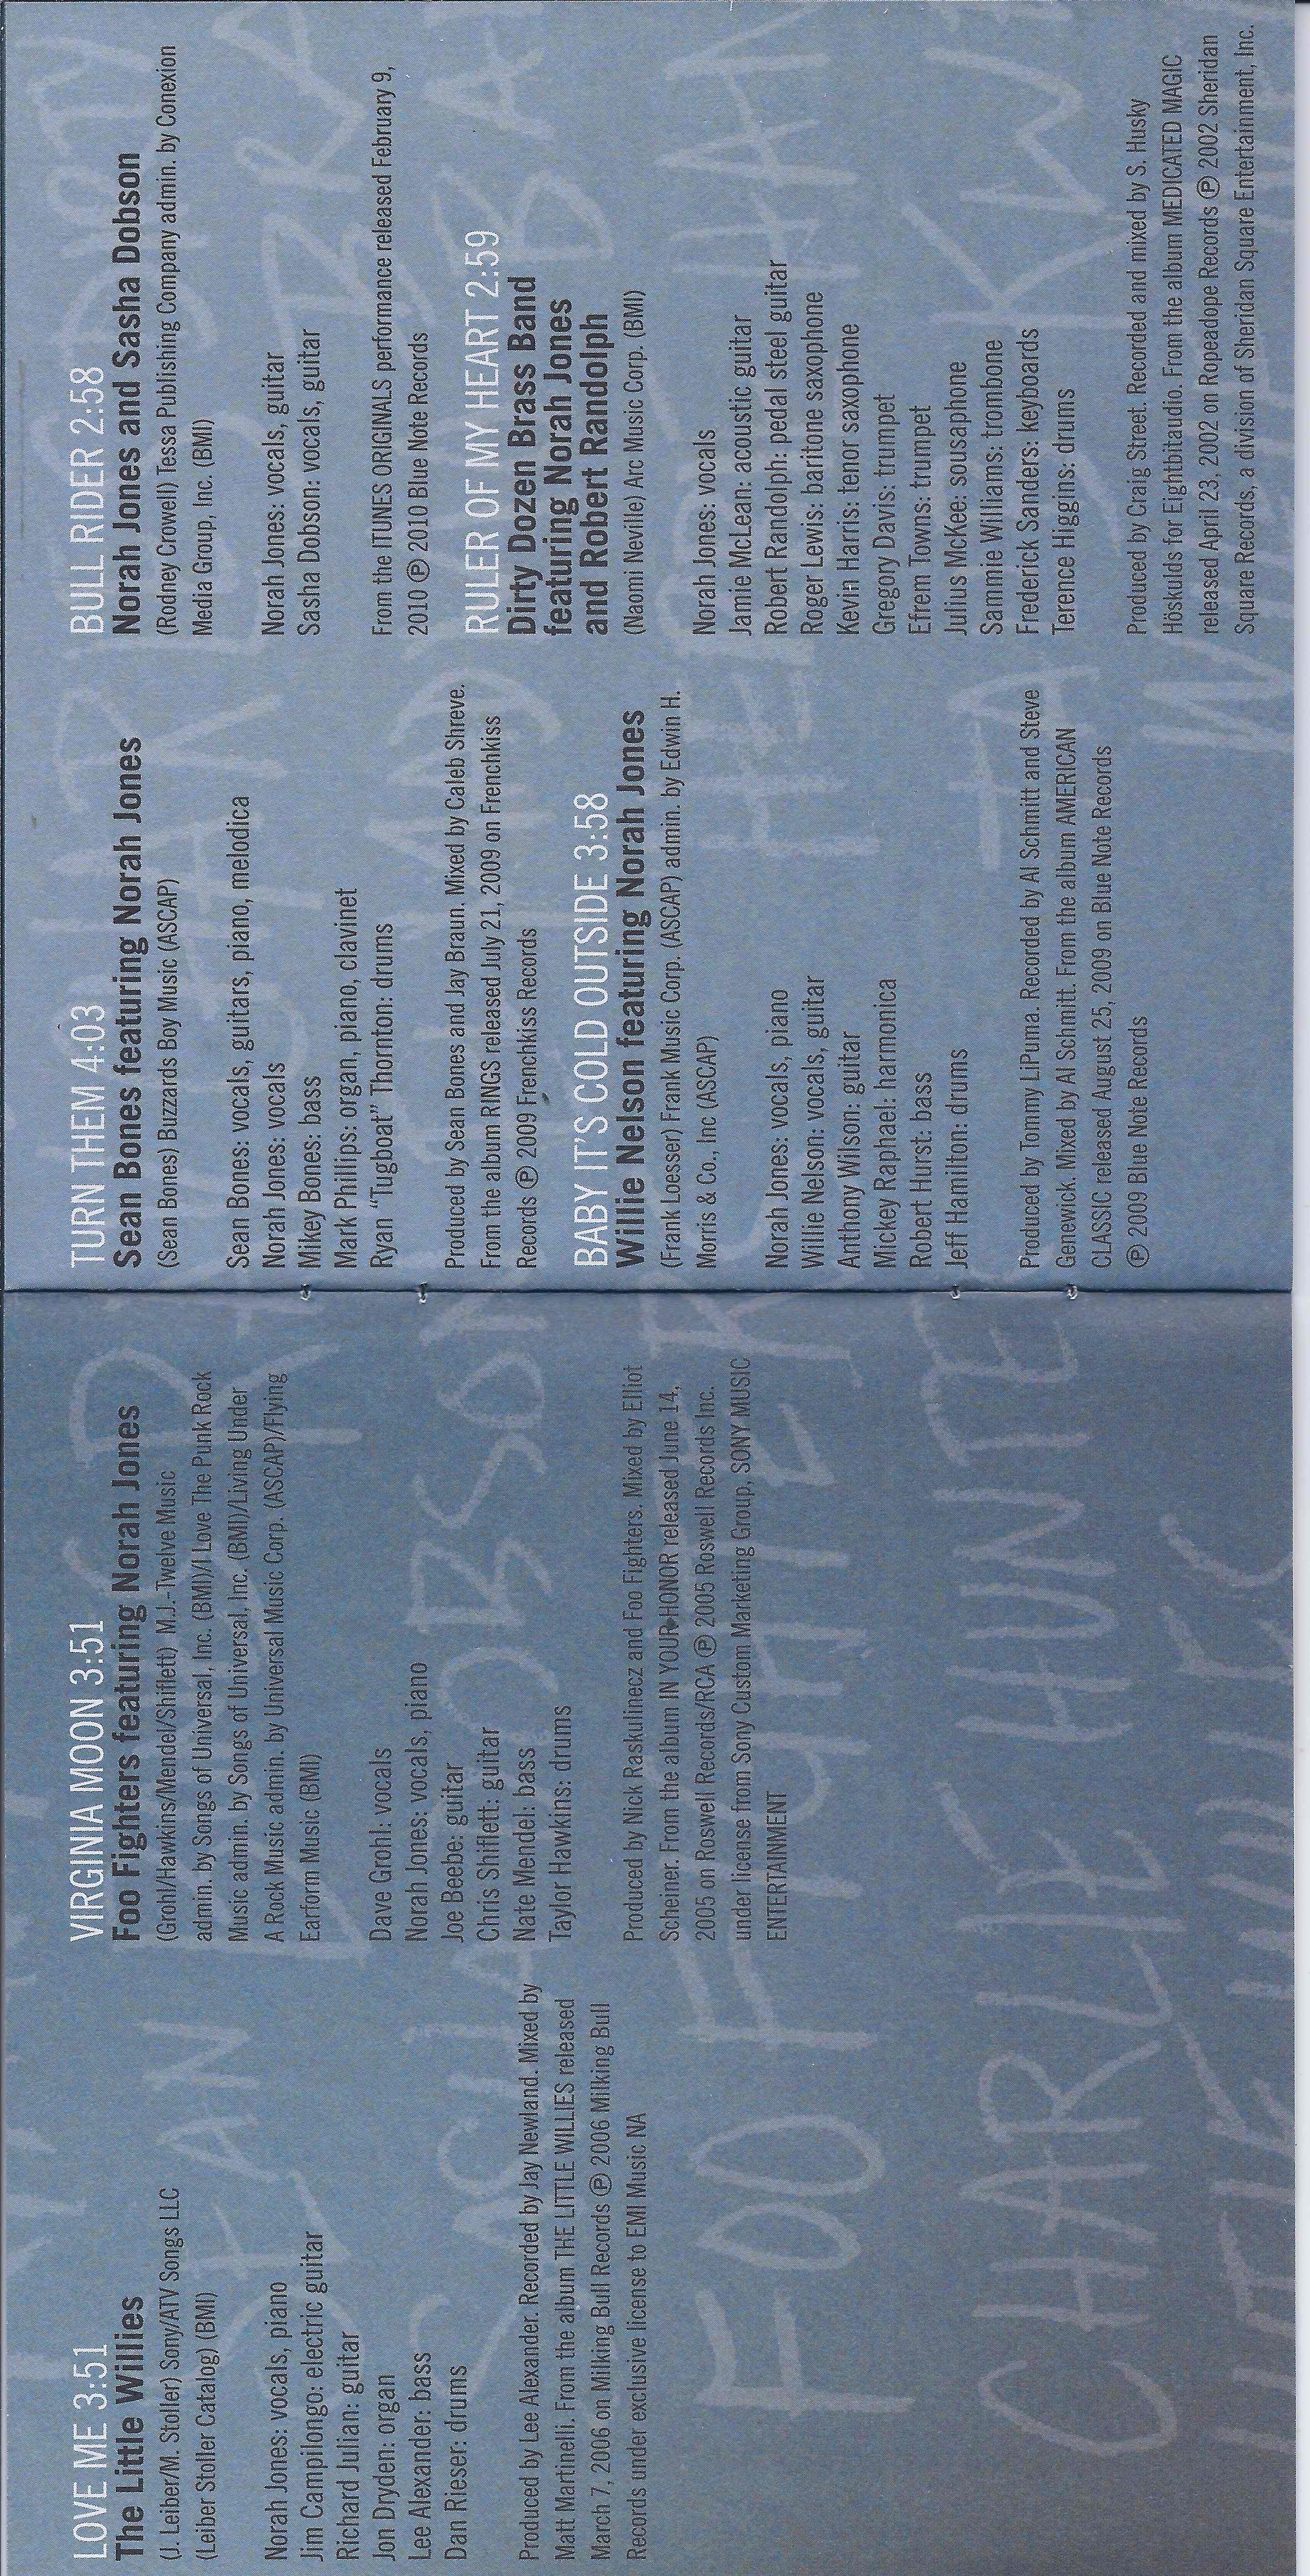 LOVE ME 3:51
The Little Willies
(J. Leiber/M. Stoller) Sony/ATV Songs LLC
(Leiber Stoller Catalog) (BMI)
Norah Jones: vocals, piano
Jim Campilongo: electric guitar
Richard Julian: guitar
Jon Dryden: organ
Lee Alexander: bass
Dan Rieser: drums
Produced by Lee Alexander. Recorded by Jay Newland. Mixed by
Matt Martinelli. From the album THE LITTLE WILLIES released
March 7, 2006 on Milking Bull Records ℗ 2006 Milking Bull
Records under exclusive license to EMI Music NA
VIRGINIA MOON 3:51
Foo Fighters featuring Norah Jones
(Grohl/Hawkins/Mendel/Shiflett) M.J.-Twelve Music
admin. by Songs of Universal, Inc. (BMI)/I Love The Punk Rock
Music admin. by Songs of Universal, Inc. (BMI)/Living Under
A Rock Music admin. by Universal Music Corp. (ASCAP)/Flying
Earform Music (BMI)
Dave Grohl: vocals
Norah Jones: vocals, piano
Joe Beebe: guitar
Chris Shiflett: guitar
Nate Mendel: bass
Taylor Hawkins: drums
Produced by Nick Raskulinecz and Foo Fighters. Mixed by Elliot
Scheiner. From the album IN YOUR HONOR released June 14,
2005 on Roswell Records/RCA ℗ 2005 Roswell Records Inc.
under license from Sony Custom Marketing Group, SONY MUSIC
ENTERTAINMENT
TURN THEM 4:03
Sean Bones featuring Norah Jones
(Sean Bones) Buzzards Boy Music (ASCAP)
Sean Bones: vocals, guitars, piano, melodica
Norah Jones: vocals
Mikey Bones: bass
Mark Phillips: organ, piano, clavinet
Ryan "Tugboat" Thornton: drums
Produced by Sean Bones and Jay Braun. Mixed by Caleb Shreve.
From the album RINGS released July 21, 2009 on Frenchkiss
Records ℗ 2009 Frenchkiss Records
BABY IT'S COLD OUTSIDE 3:58
Willie Nelson featuring Norah Jones
(Frank Loesser) Frank Music Corp. (ASCAP) admin. by Edwin H.
Morris & Co., Inc (ASCAP)
Norah Jones: vocals, piano
Willie Nelson: vocals, guitar
Anthony Wilson: guitar
Mickey Raphael: harmonica
Robert Hurst: bass
Jeff Hamilton: drums
Produced by Tommy LiPuma. Recorded by Al Schmitt and Steve
Genewick. Mixed by Al Schmitt. From the album AMERICAN
CLASSIC released August 25, 2009 on Blue Note Records
℗ 2009 Blue Note Records
BULL RIDER 2:58
Norah Jones and Sasha Dobson
(Rodney Crowell) Tessa Publishing Company admin. by Conexion
Media Group, Inc. (BMI)
Norah Jones: vocals, guitar
Sasha Dobson: vocals, guitar
From the ITUNES ORIGINALS performance released February 9,
2010 ℗ 2010 Blue Note Records
RULER OF MY HEART 2:59
Dirty Dozen Brass Band
featuring Norah Jones
and Robert Randolph
(Naomi Neville) Arc Music Corp. (BMI)
Norah Jones: vocals
Jamie McLean: acoustic guitar
Robert Randolph: pedal steel guitar
Roger Lewis: baritone saxophone
Kevin Harris: tenor saxophone
Gregory Davis: trumpet
Efrem Towns: trumpet
Julius McKee: sousaphone
Sammie Williams: trombone
Frederick Sanders: keyboards
Terence Higgins: drums
Produced by Craig Street. Recorded and mixed by S. Husky
Höskulds for Eightbitaudio. From the album MEDICATED MAGIC
released April 23, 2002 on Ropeadope Records ℗ 2002 Sheridan
Square Records, a division of Sheridan Square Entertainment, Inc.
FOO FIGHTERS
CHARLIE HUNTER